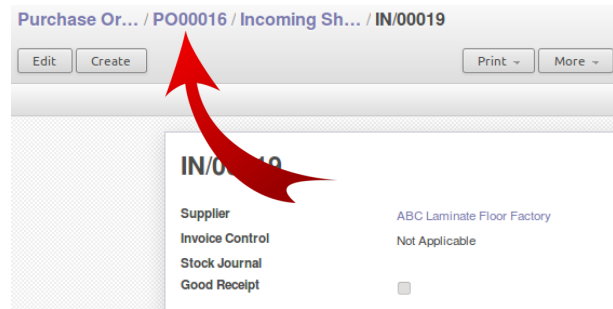 Purchase Or... / PO00016 / Incoming Sh... / IN/00019
Edit Create Print More
Supplier ABC Laminate Floor Factory
Invoice Control Not Applicable
Stock Journal
Good Receipt